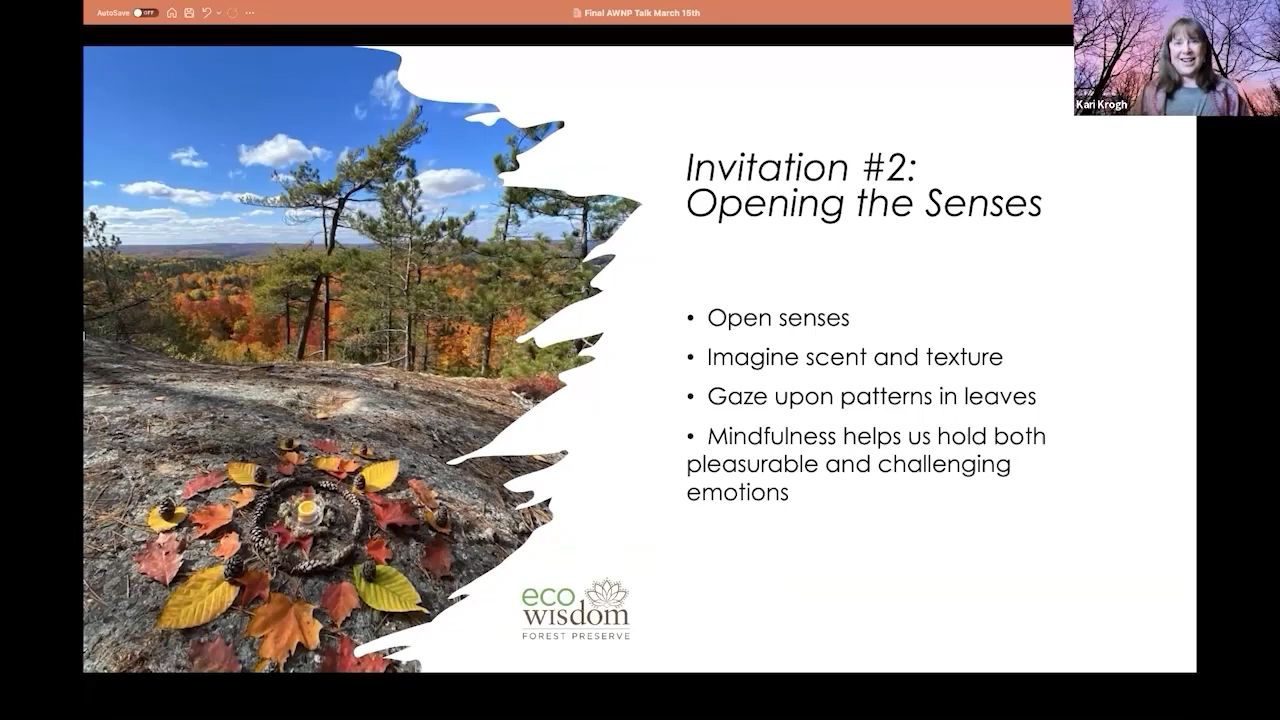 AutoSave OFF
Final AWNP Talk March 15th
Kari Krogh
Invitation #2:
Opening the Senses
• Open senses
• Imagine scent and texture
• Gaze upon patterns in leaves
• Mindfulness helps us hold both
pleasurable and challenging
emotions
eco
wisdom
FOREST PRESERVE